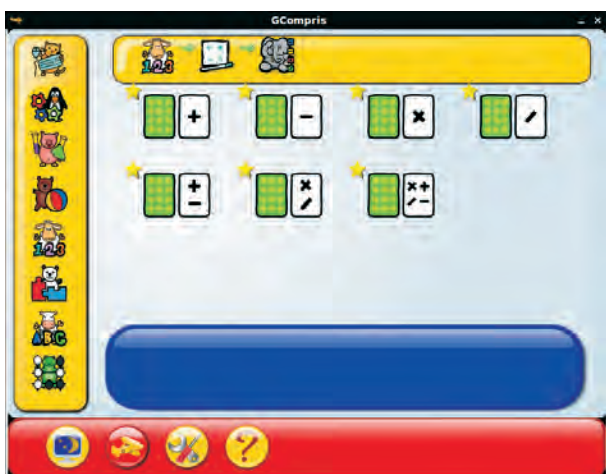 GCompris
123
+ − × /
+ − × / × + / −
123
ABC
?